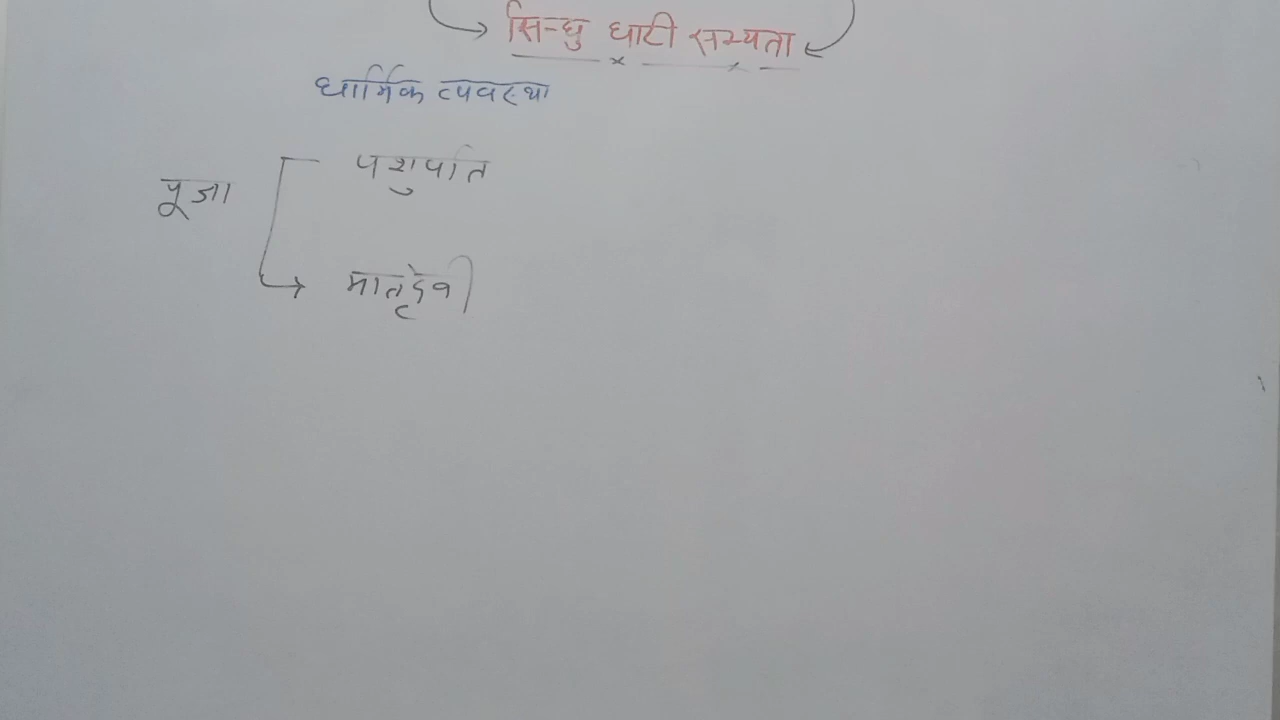 सिन्धु घाटी सभ्यता
धार्मिक व्यवस्था
पशुपति
पूजा
मातृदेवी